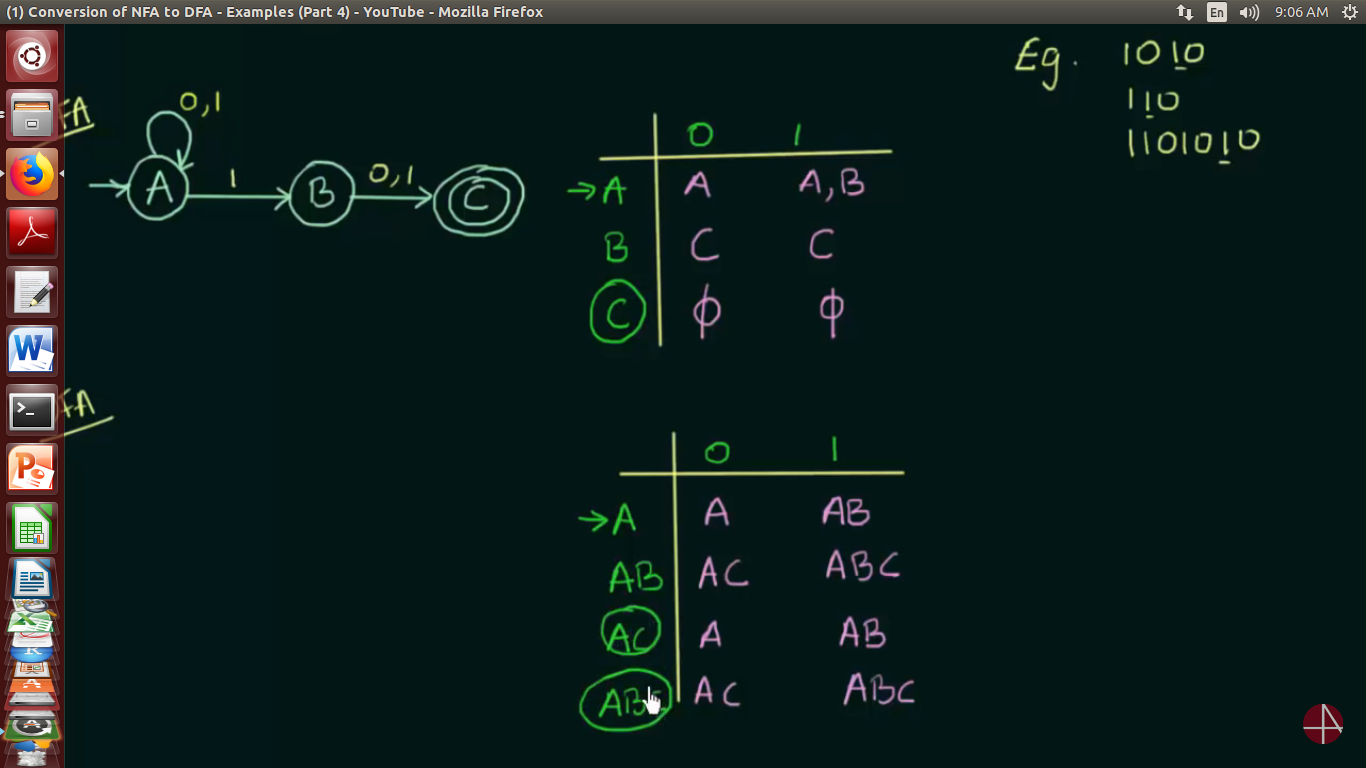 (1) Conversion of NFA to DFA - Examples (Part 4) - YouTube - Mozilla Firefox
En
9:06 AM
Eg. 1010
110
1101010
FA
0,1
A
1
B
0,1
C
0 1
→ A A A, B
B C C
C ϕ ϕ
FA
0 1
→ A A AB
AB AC ABC
AC A AB
ABC AC ABC